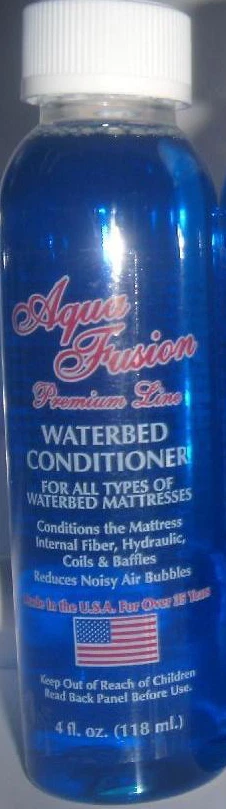 Aqua
Fusion
Premium Line
WATERBED
CONDITIONER
FOR ALL TYPES OF
WATERBED MATTRESSES
Conditions the Mattress
Internal Fiber, Hydraulic,
Coils & Baffles
Reduces Noisy Air Bubbles
Made In the U.S.A. For Over 35 Years
Keep Out of Reach of Children
Read Back Panel Before Use.
4 fl. oz. (118 ml.)